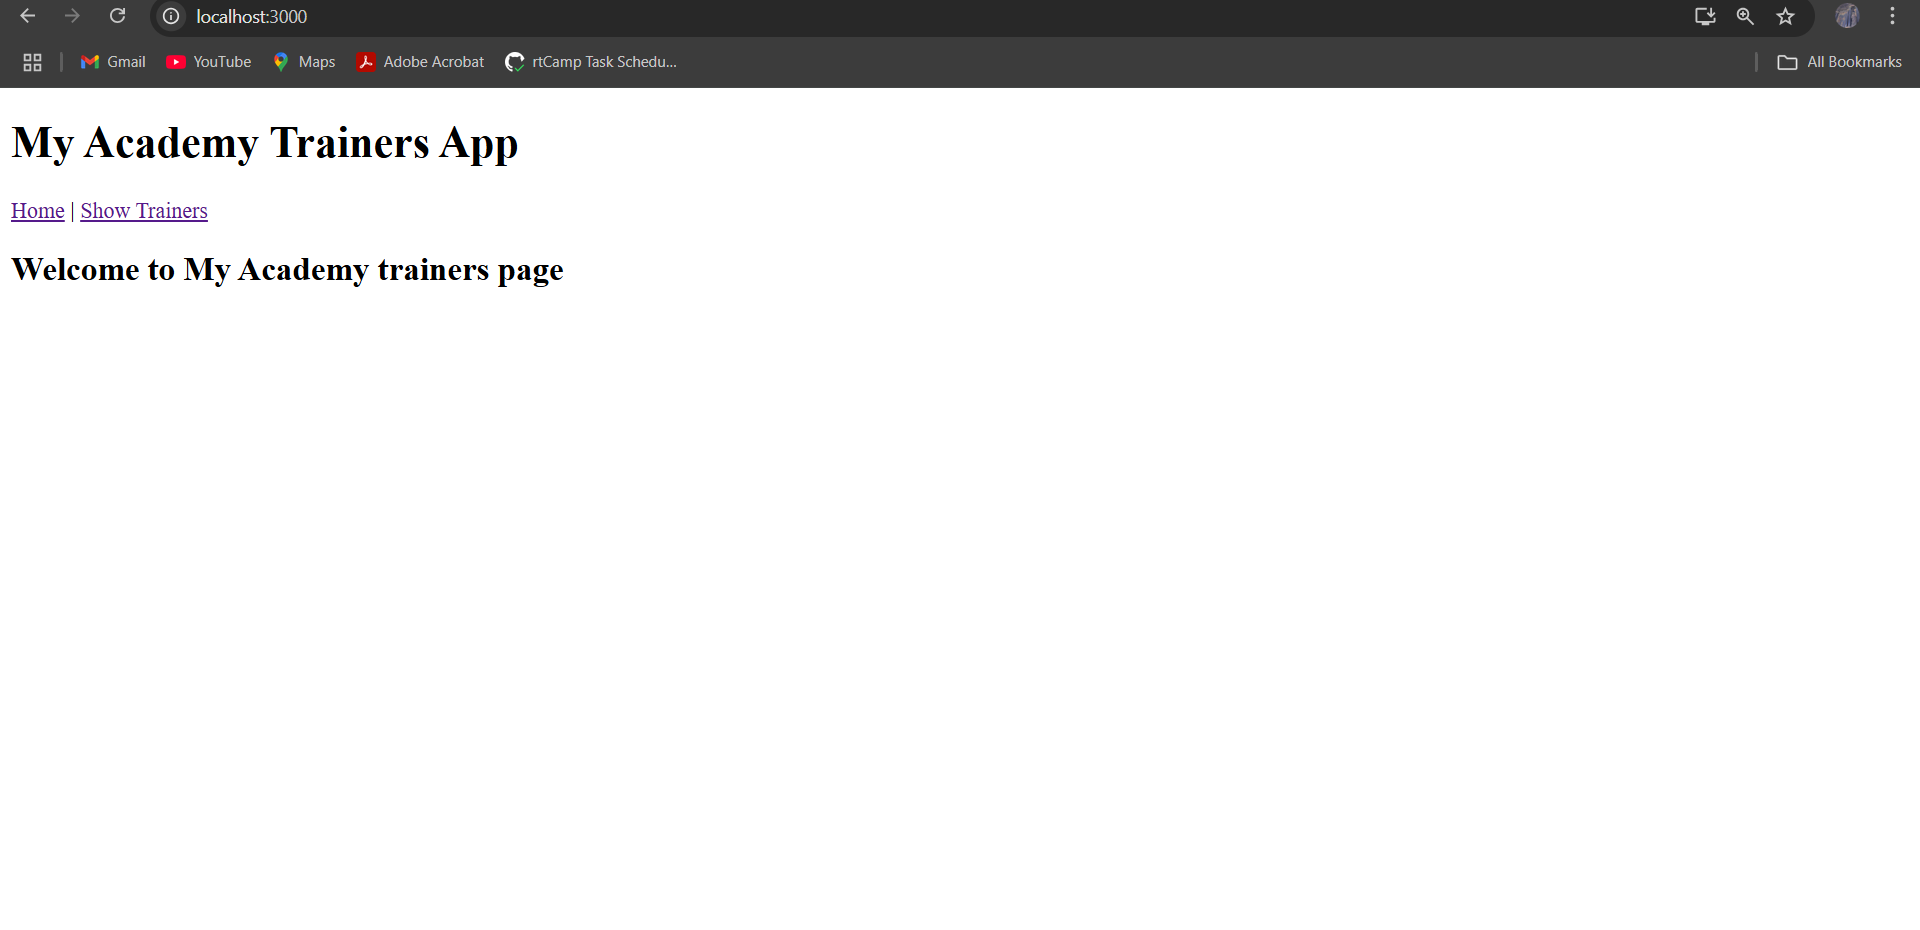 localhost:3000
Gmail YouTube Maps Adobe Acrobat rtCamp Task Schedu... All Bookmarks
My Academy Trainers App
Home | Show Trainers
Welcome to My Academy trainers page